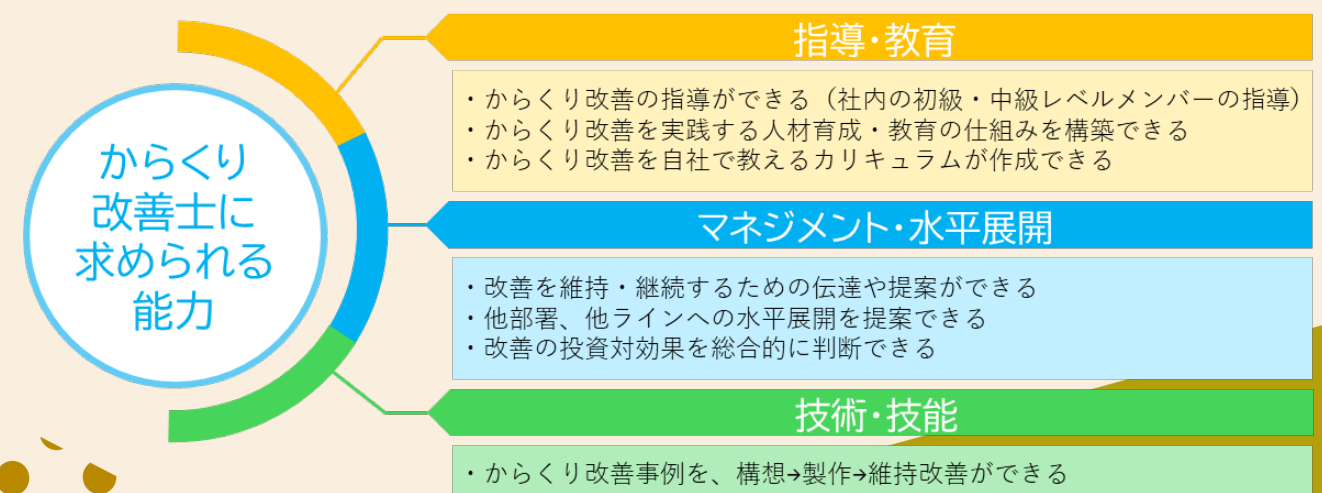 からくり
改善士に
求められる
能力
指導・教育
・からくり改善の指導ができる（社内の初級・中級レベルメンバーの指導）
・からくり改善を実践する人材育成・教育の仕組みを構築できる
・からくり改善を自社で教えるカリキュラムが作成できる
マネジメント・水平展開
・改善を維持・継続するための伝達や提案ができる
・他部署、他ラインへの水平展開を提案できる
・改善の投資対効果を総合的に判断できる
技術・技能
・からくり改善事例を、構想→製作→維持改善ができる